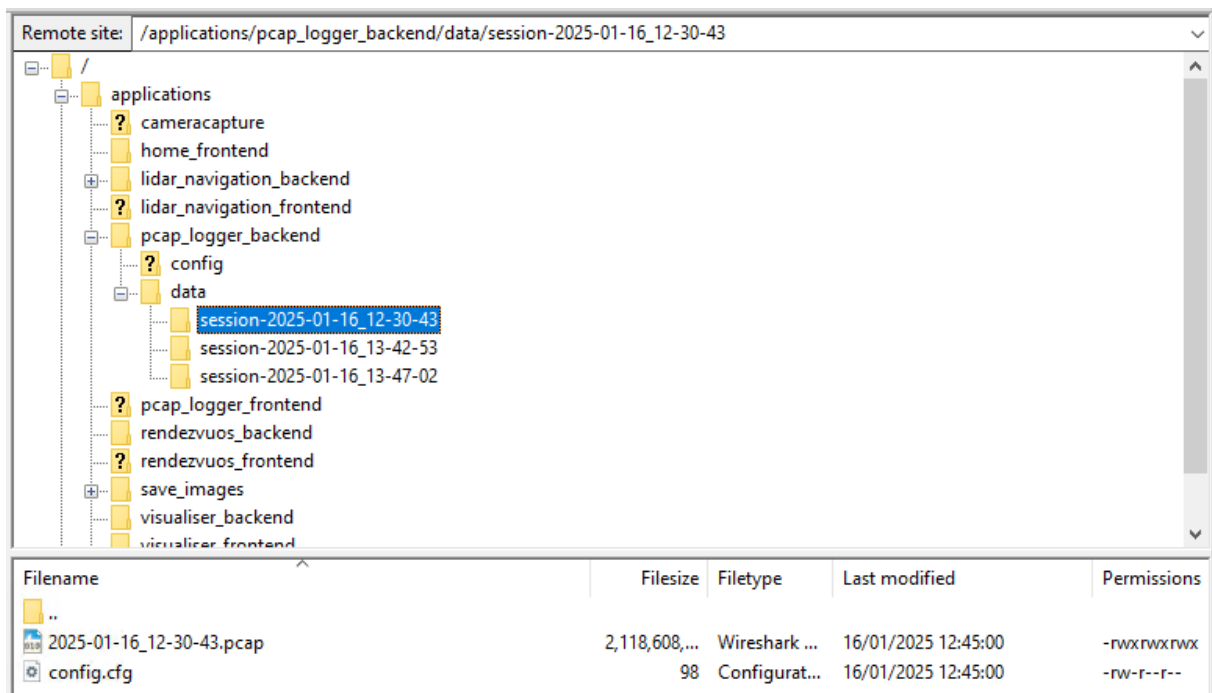 Remote site: /applications/pcap_logger_backend/data/session-2025-01-16_12-30-43
/
applications
? cameracapture
home_frontend
lidar_navigation_backend
? lidar_navigation_frontend
pcap_logger_backend
? config
data
session-2025-01-16_12-30-43
session-2025-01-16_13-42-53
session-2025-01-16_13-47-02
? pcap_logger_frontend
rendezvuos_backend
? rendezvuos_frontend
save_images
visualiser_backend
visualiser_frontend
Filename Filesize Filetype Last modified Permissions
..
2025-01-16_12-30-43.pcap 2,118,608,... Wireshark ... 16/01/2025 12:45:00 -rwxrwxrwx
config.cfg 98 Configurat... 16/01/2025 12:45:00 -rw-r--r--